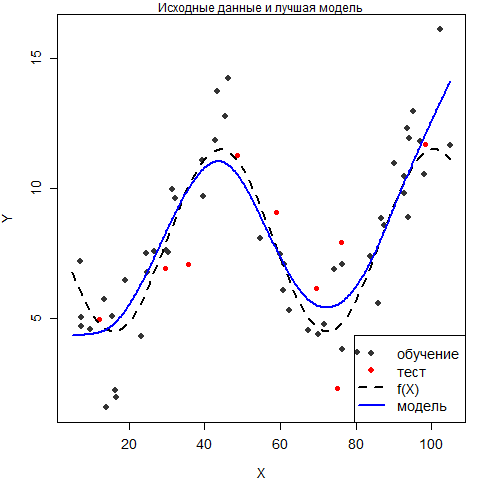 Исходные данные и лучшая модель
15
10
5
Y
20 40 60 80 100
X
обучение
тест
f(X)
модель